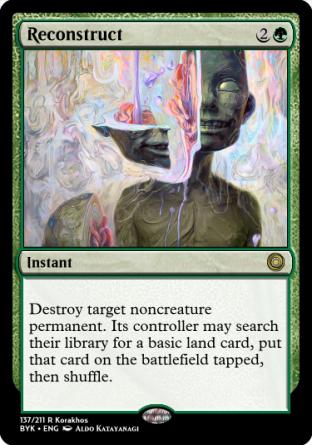 Reconstruct 2
Instant
Destroy target noncreature
permanent. Its controller may search
their library for a basic land card, put
that card on the battlefield tapped,
then shuffle.
137/211 R Korakhos
BYK • ENG Aldo Katayanagi